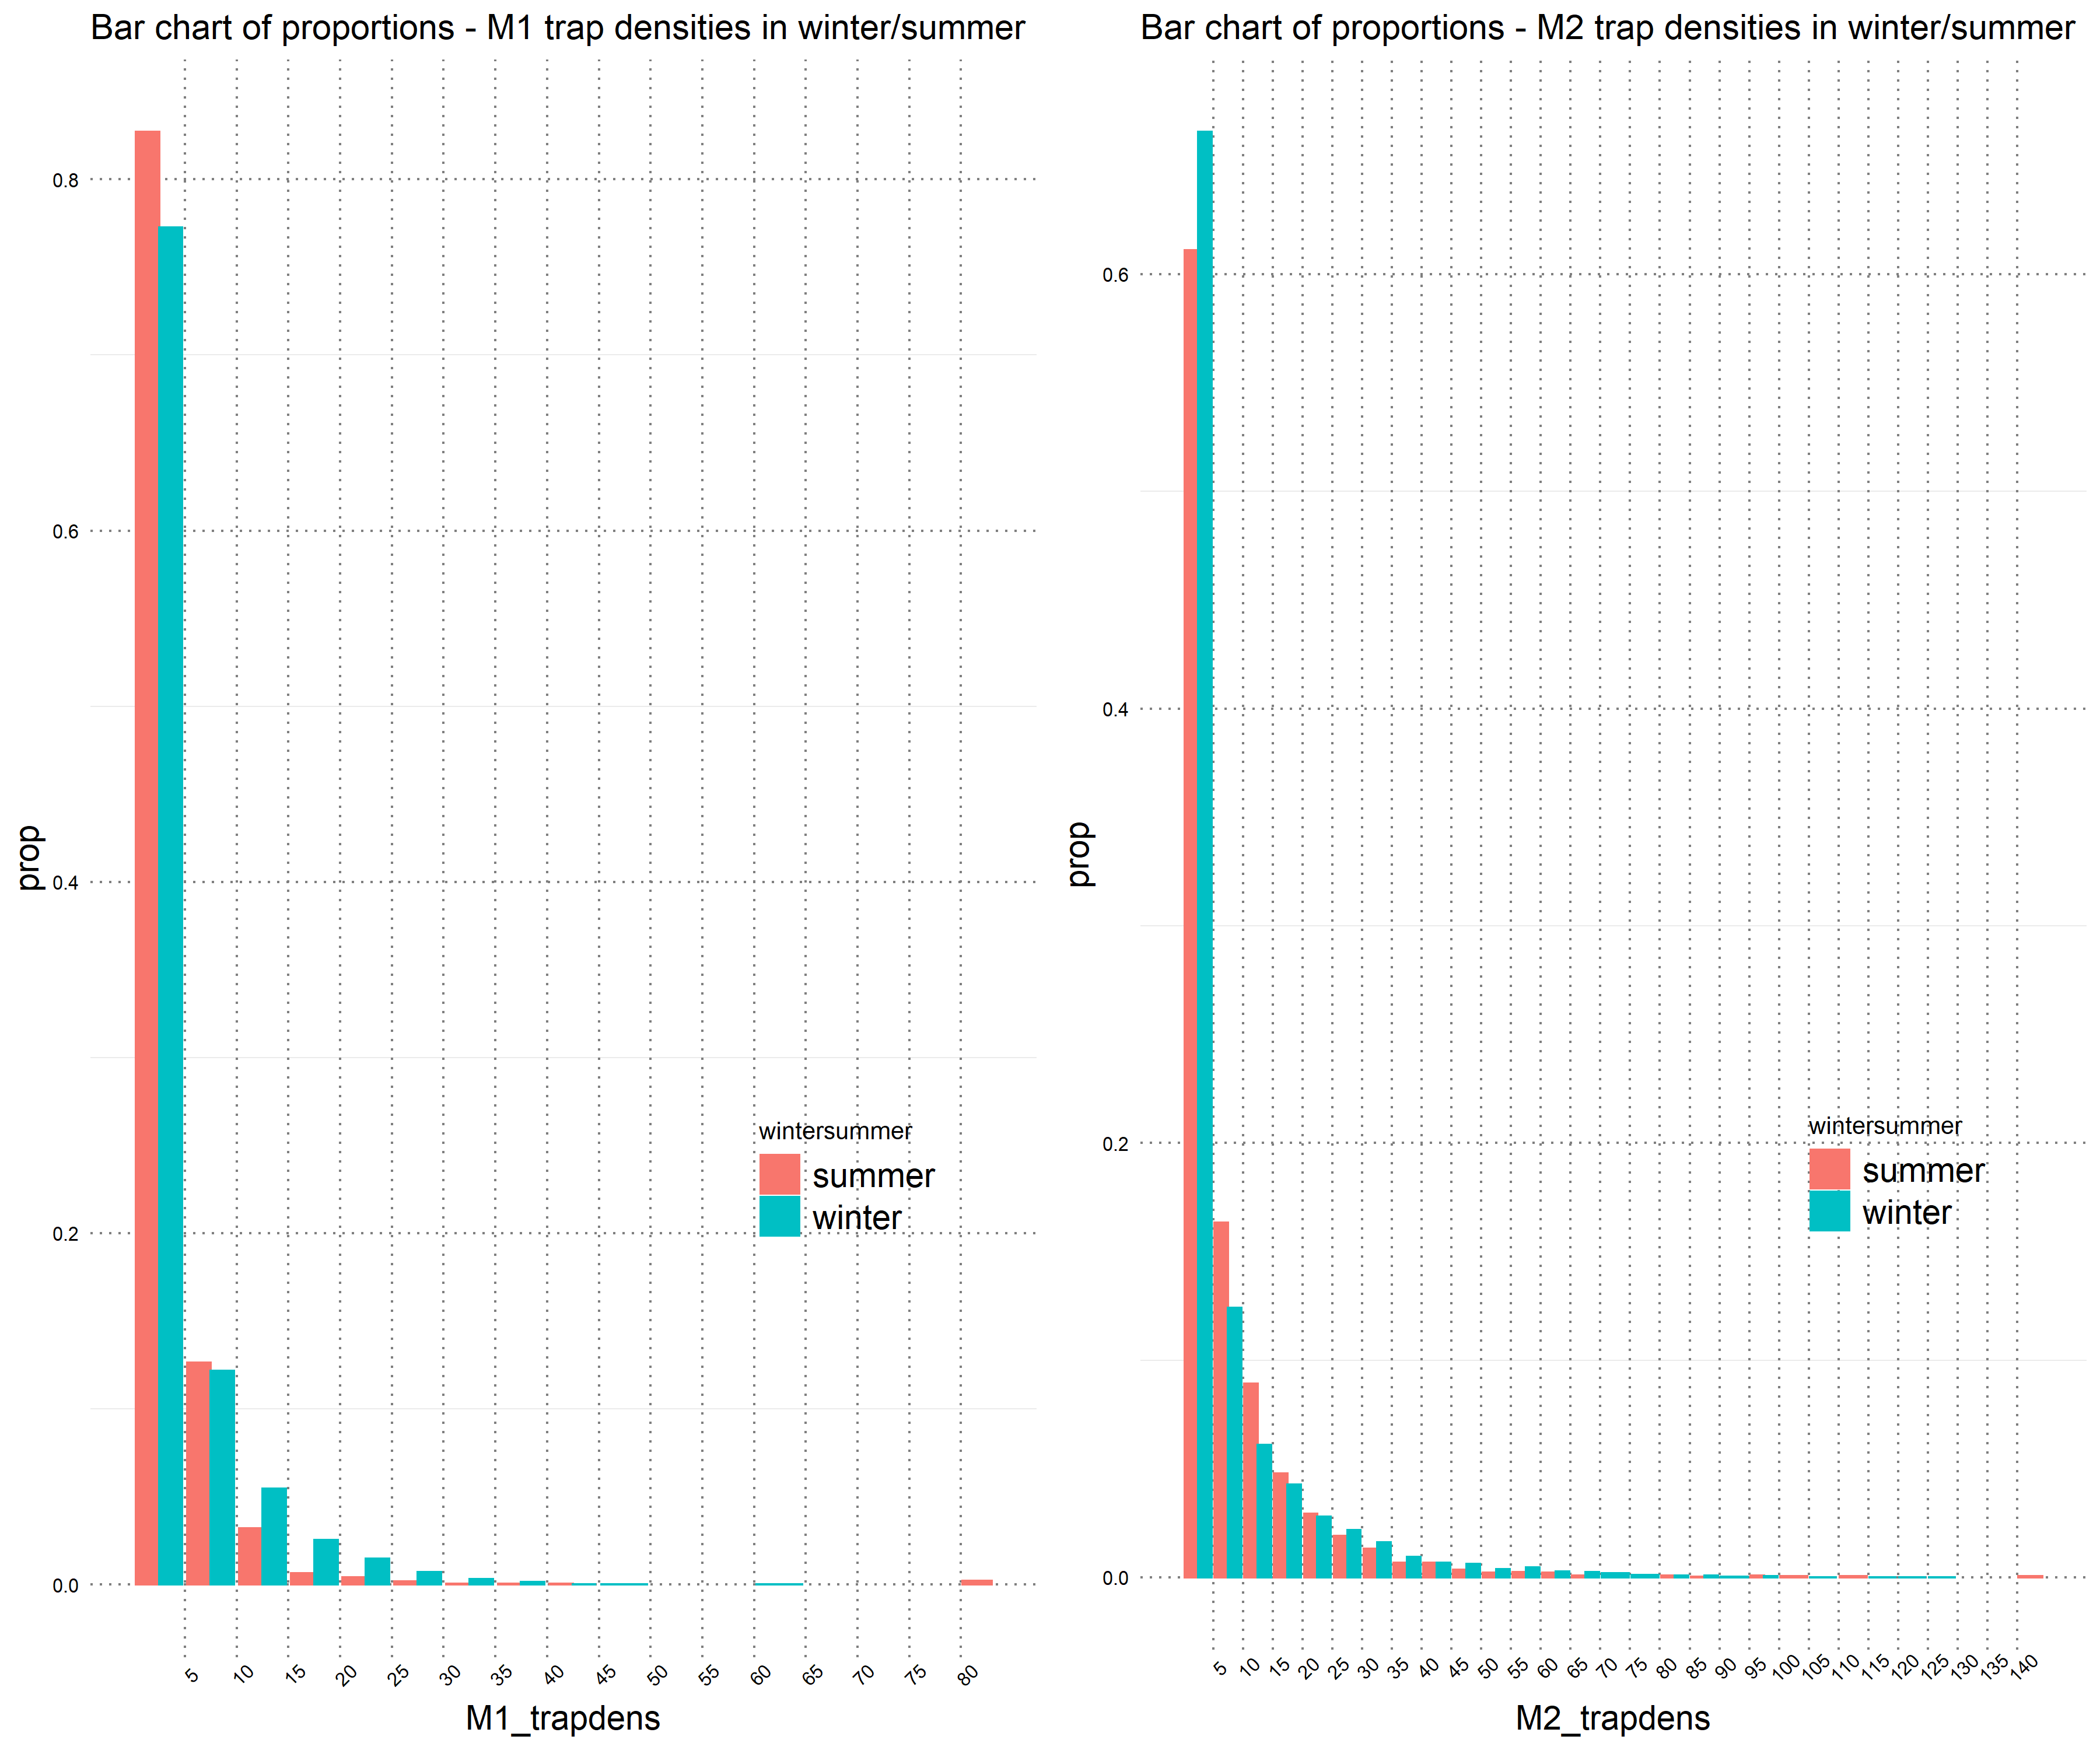 Bar chart of proportions - M1 trap densities in winter/summer
0.8
0.6
0.4
0.2
0.0
prop
wintersummer
summer
winter
5 10 15 20 25 30 35 40 45 50 55 60 65 70 75 80
M1_trapdens
Bar chart of proportions - M2 trap densities in winter/summer
0.6
0.4
0.2
0.0
prop
wintersummer
summer
winter
5 10 15 20 25 30 35 40 45 50 55 60 65 70 75 80 85 90 95 100 105 110 115 120 125 130 135 140
M2_trapdens